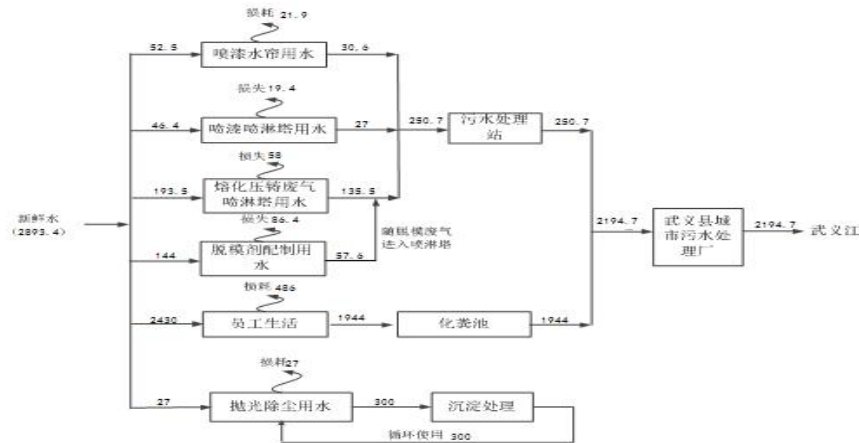 损耗 21.9
52.5
喷漆水帘用水
30.6
损失 19.4
46.4
喷漆喷淋塔用水
27
250.7
污水处理
站
250.7
损失 58
193.5
熔化压铸废气
喷淋塔用水
135.5
新鲜水
(2893.4)
损失 86.4
144
脱模剂配制用
水
57.6
随脱模废气
进入喷淋塔
2194.7
武义县城
市污水处
理厂
2194.7
武义江
损耗 486
2430
员工生活
1944
化粪池
1944
损耗 27
27
抛光除尘用水
300
沉淀处理
循环使用 300